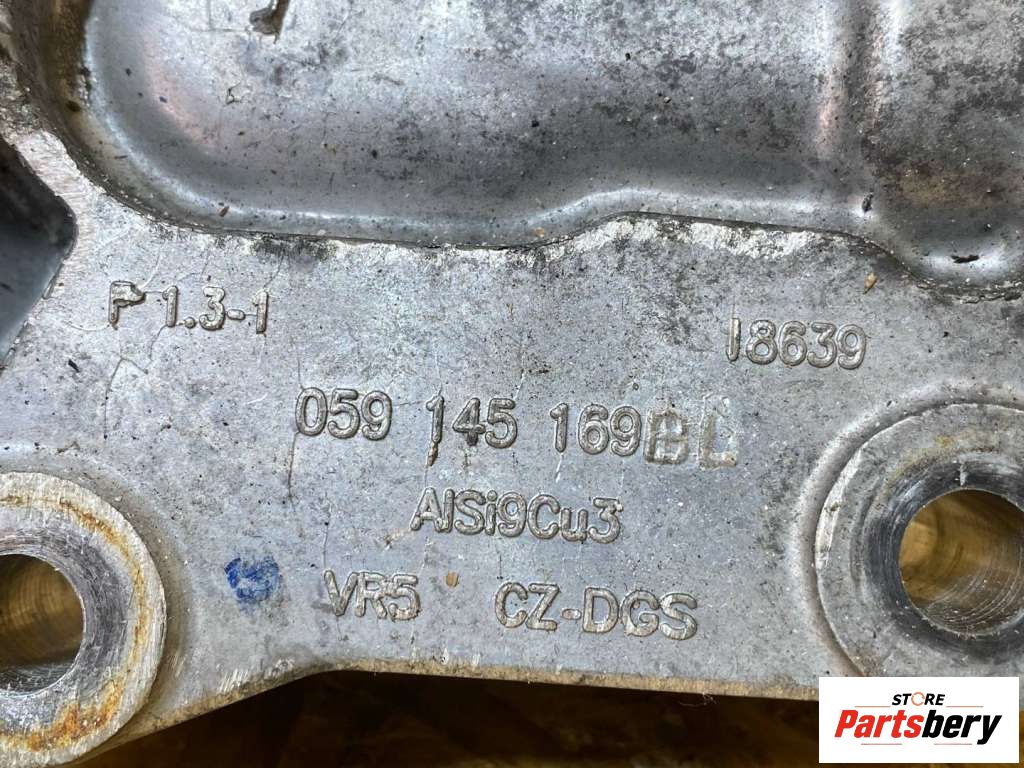 P 1.3-1
18639
059 145 169BL
AlSi9Cu3
VR5 CZ-DGS
STORE
Partsbery